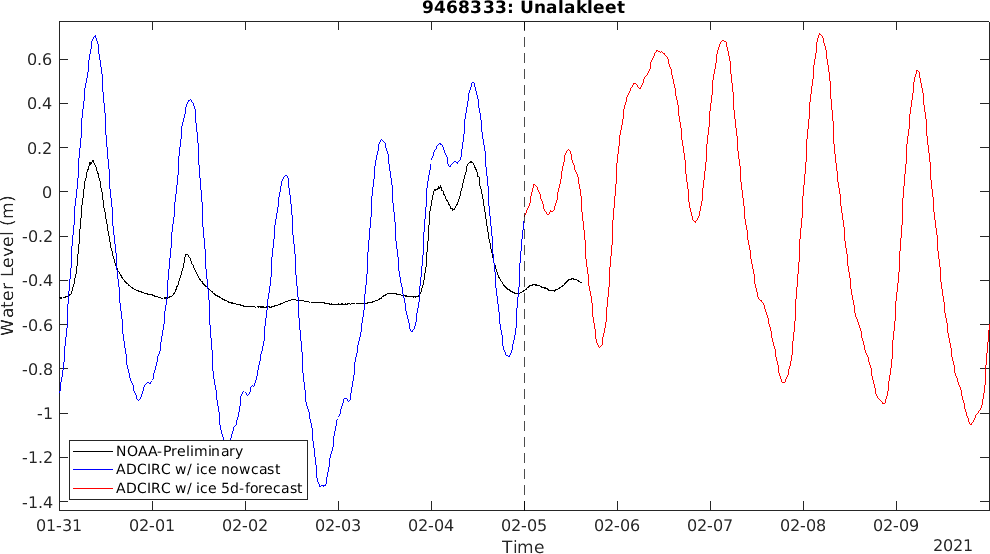 9468333: Unalakleet
0.6
0.4
0.2
0
-0.2
-0.4
-0.6
-0.8
-1
-1.2
-1.4
Water Level (m)
NOAA-Preliminary
ADCIRC w/ ice nowcast
ADCIRC w/ ice 5d-forecast
01-31 02-01 02-02 02-03 02-04 02-05 02-06 02-07 02-08 02-09
Time
2021